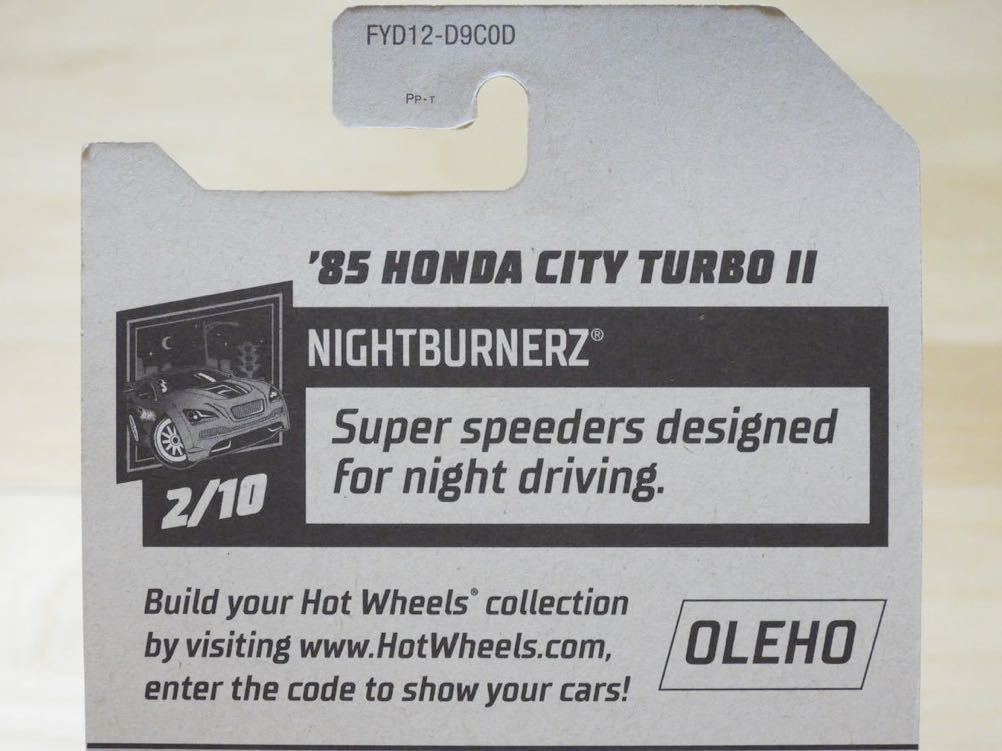 FYD12-D9C0D
PP-T
'85 HONDA CITY TURBO II
NIGHTBURNERZ®
Super speeders designed
for night driving.
2/10
Build your Hot Wheels® collection
by visiting www.HotWheels.com,
enter the code to show your cars!
OLEHO